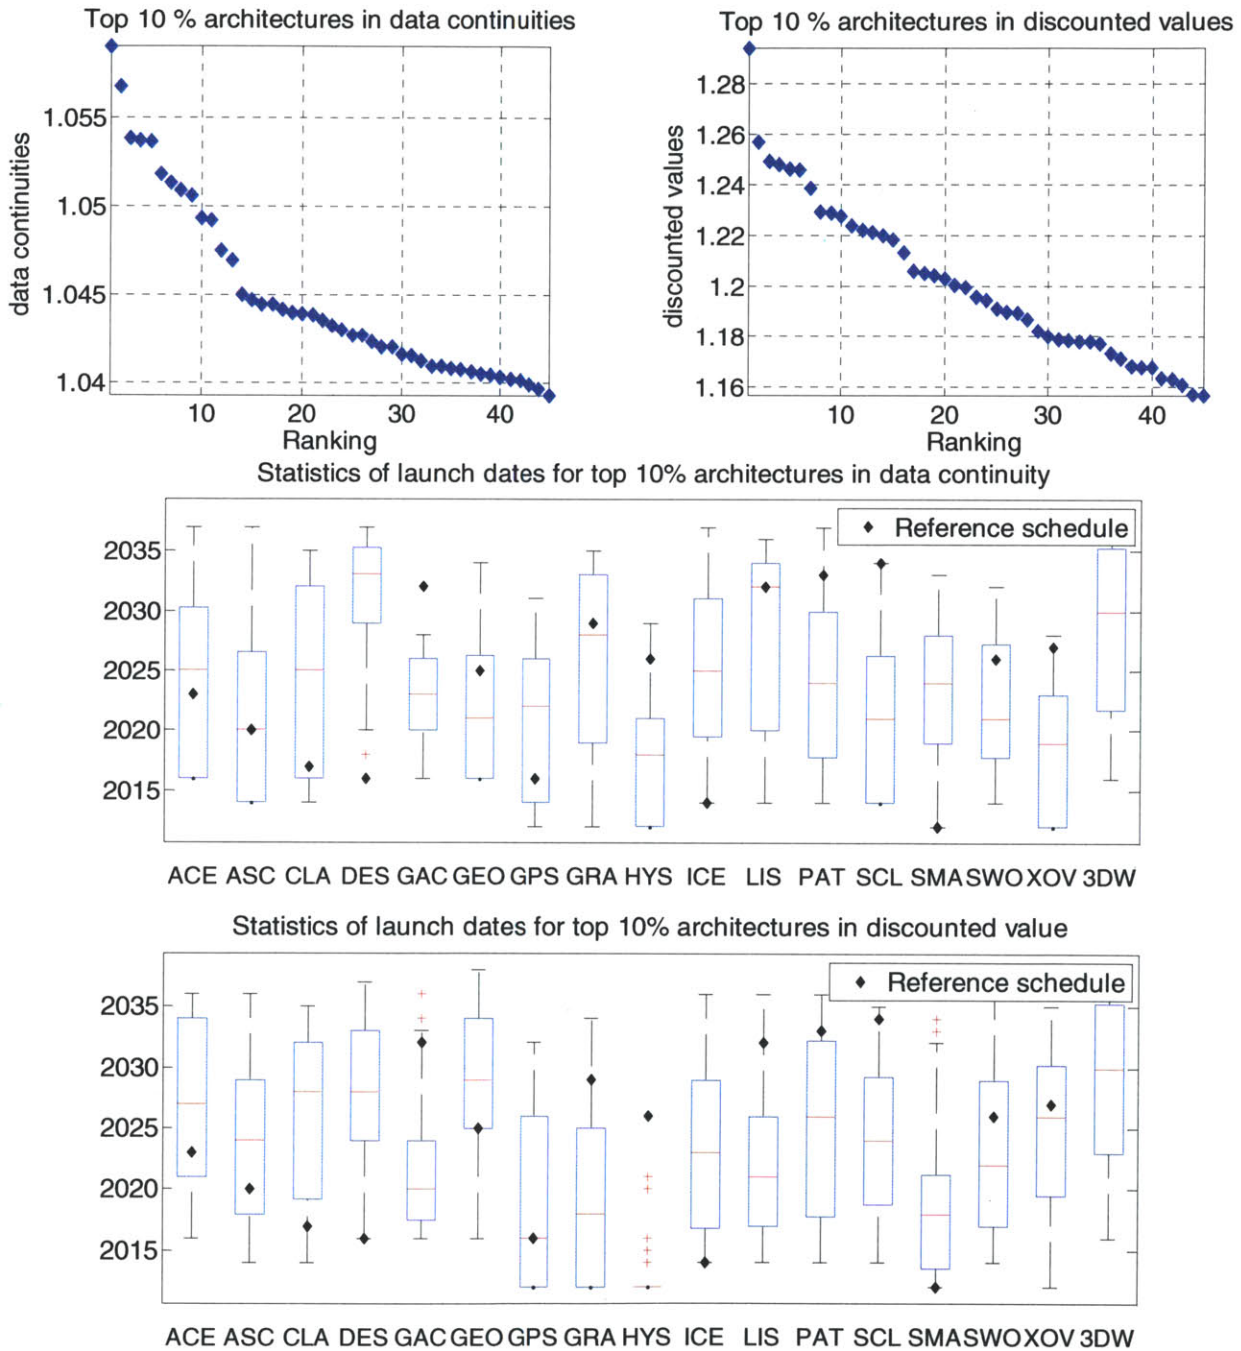 Top 10 % architectures in data continuities
1.055
1.05
1.045
1.04
data continuities
10 20 30 40
Ranking
Top 10 % architectures in discounted values
1.28
1.26
1.24
1.22
1.2
1.18
1.16
discounted values
10 20 30 40
Ranking
Statistics of launch dates for top 10% architectures in data continuity
Reference schedule
2035
2030
2025
2020
2015
ACE ASC CLA DES GAC GEO GPS GRA HYS ICE LIS PAT SCL SMA SWO XOV 3DW
Statistics of launch dates for top 10% architectures in discounted value
Reference schedule
2035
2030
2025
2020
2015
ACE ASC CLA DES GAC GEO GPS GRA HYS ICE LIS PAT SCL SMA SWO XOV 3DW